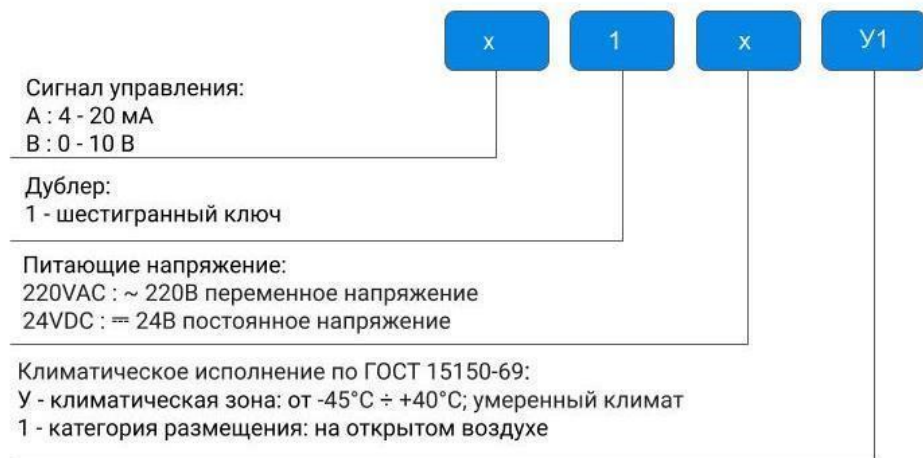 х 1 х У1
Сигнал управления:
А : 4 - 20 мА
В : 0 - 10 В
Дублер:
1 - шестигранный ключ
Питающие напряжение:
220VAC : ~ 220В переменное напряжение
24VDC : ⎓ 24В постоянное напряжение
Климатическое исполнение по ГОСТ 15150-69:
У - климатическая зона: от -45°С ÷ +40°С; умеренный климат
1 - категория размещения: на открытом воздухе